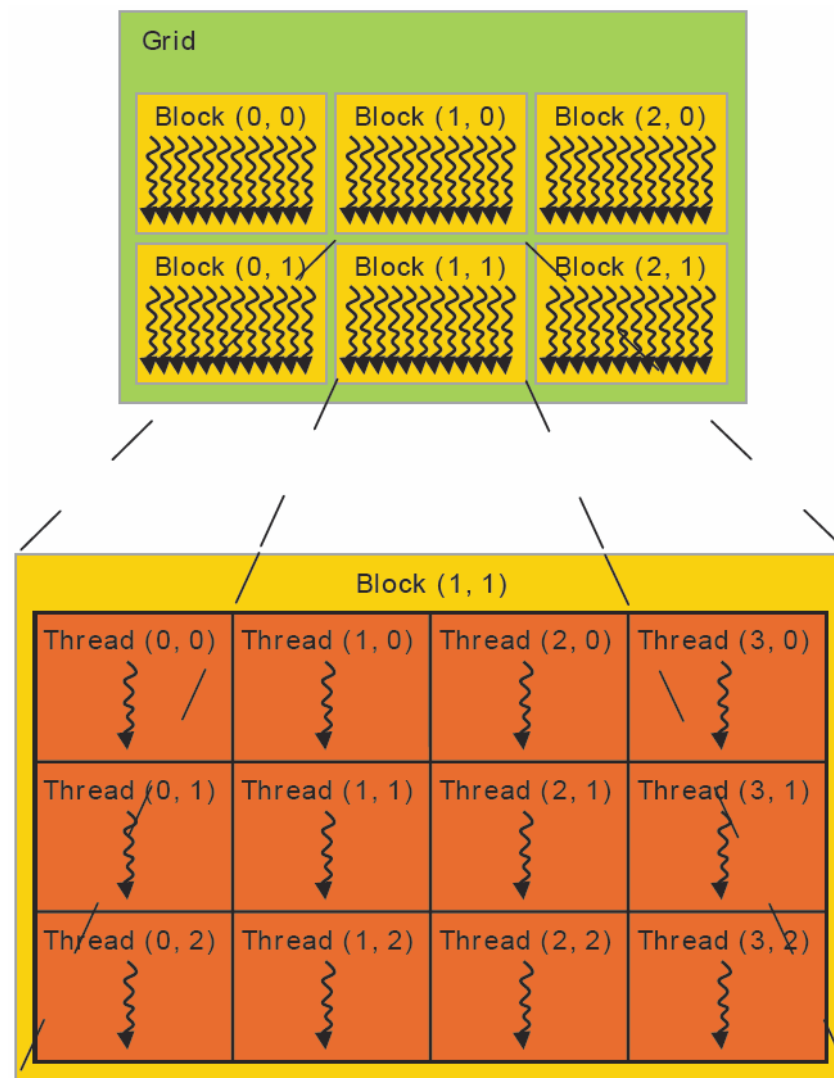 Grid
Block (0, 0) Block (1, 0) Block (2, 0)
Block (0, 1) Block (1, 1) Block (2, 1)
Block (1, 1)
Thread (0, 0) Thread (1, 0) Thread (2, 0) Thread (3, 0)
Thread (0, 1) Thread (1, 1) Thread (2, 1) Thread (3, 1)
Thread (0, 2) Thread (1, 2) Thread (2, 2) Thread (3, 2)